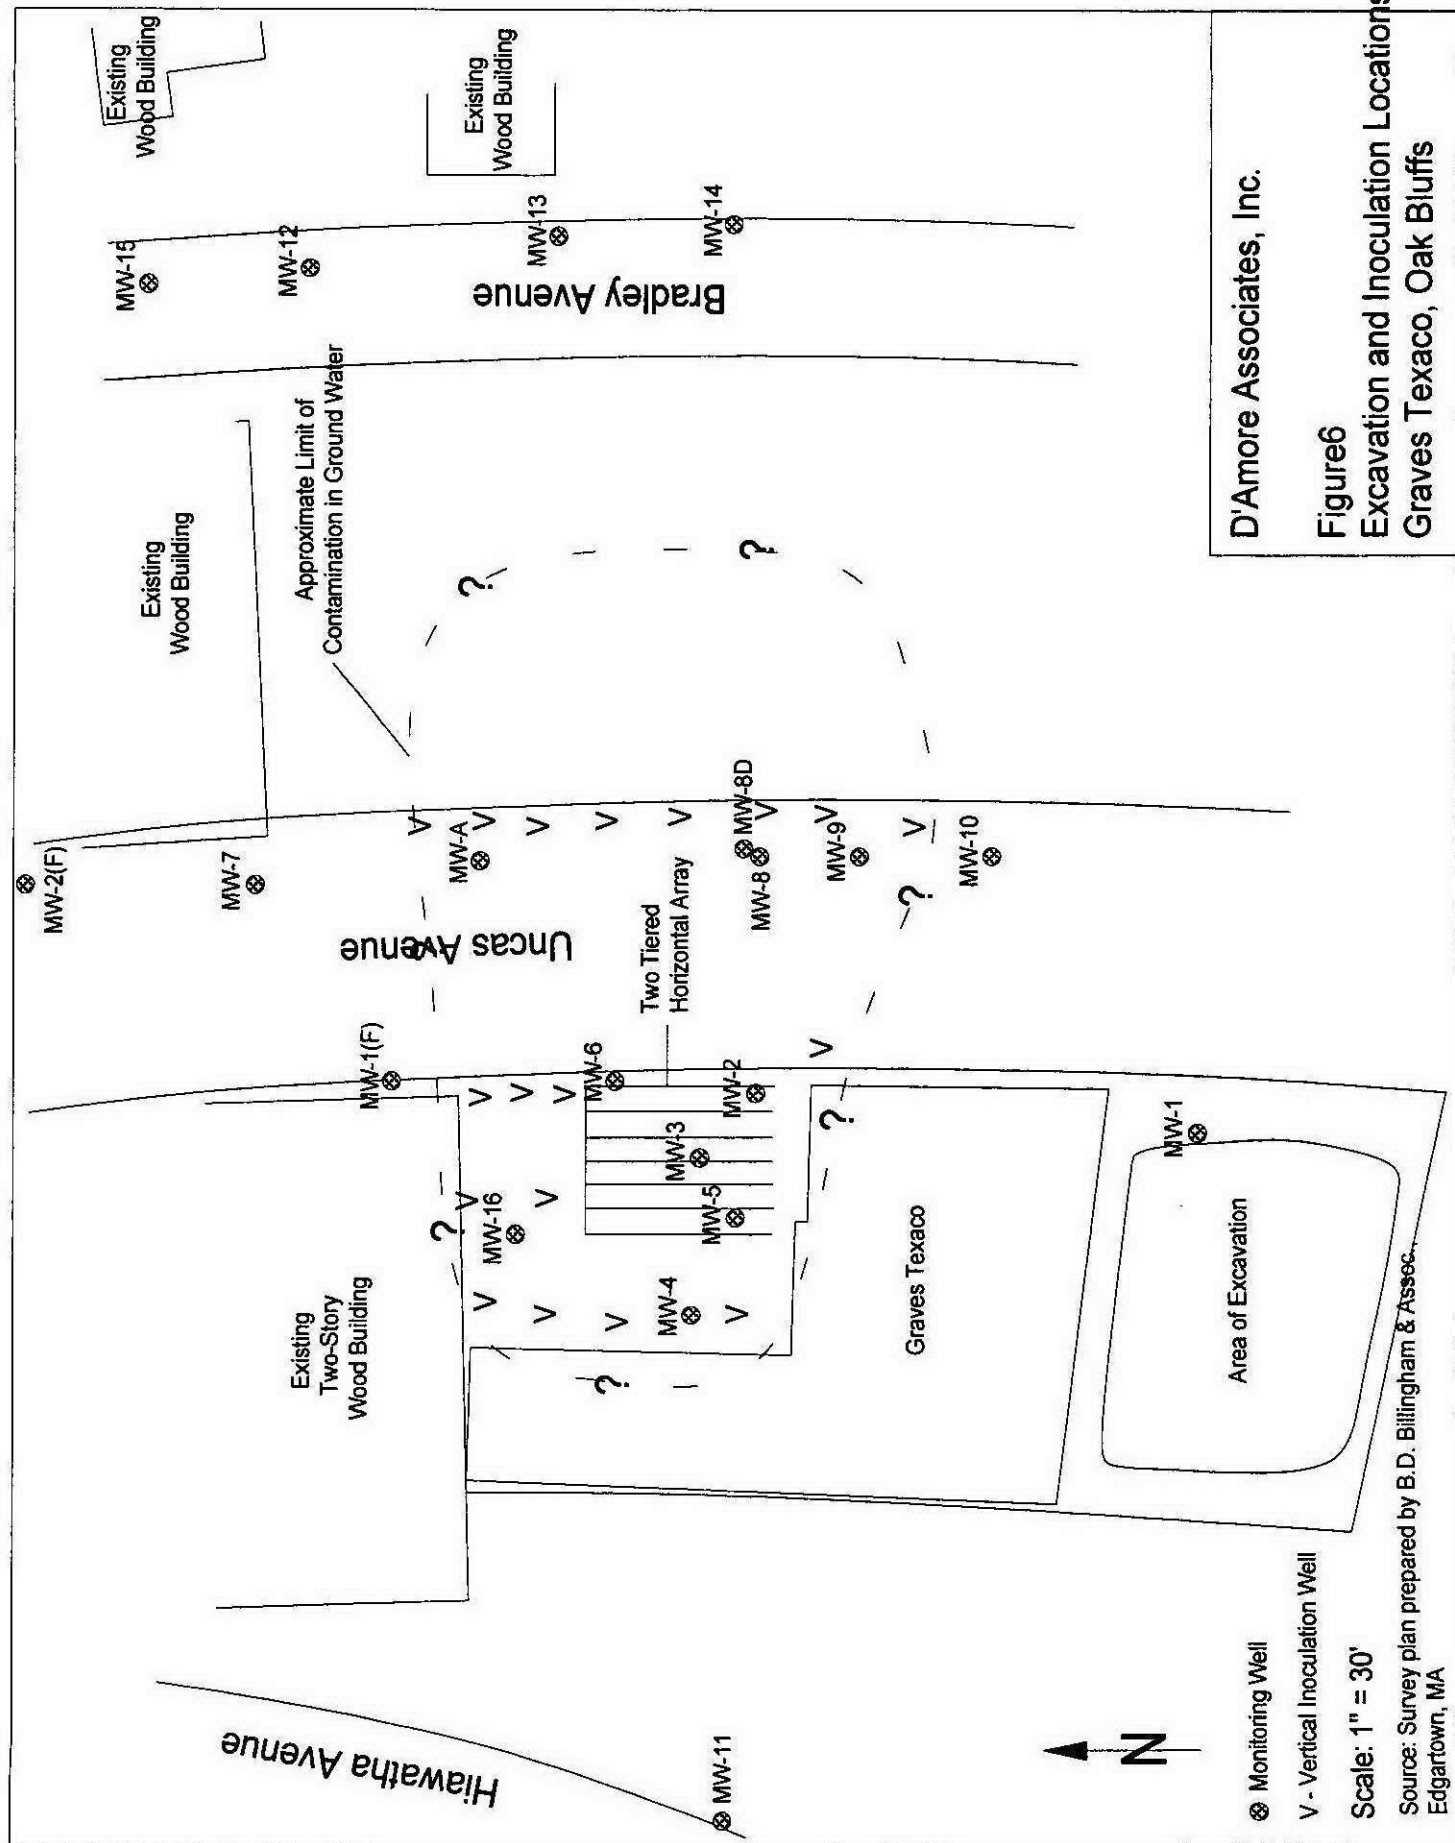 Existing
Wood Building
Existing
Wood Building
MW-15
MW-12
MW-13
MW-14
Bradley Avenue
Existing
Wood Building
Approximate Limit of
Contamination in Ground Water
?
?
MW-2(F)
MW-7
V
MW-A
V
V
V
V
MW-8D
V
MW-8
V
MW-9
V
MW-10
?
Uncas Avenue
?
Two Tiered
Horizontal Array
MW-1(F)
V
V
V
MW-6
MW-2
V
?
MW-3
MW-5
V
V
MW-16
?
V
V
V
MW-4
V
?
Existing
Two-Story
Wood Building
Graves Texaco
MW-1
Area of Excavation
Hiawatha Avenue
MW-11
N
Monitoring Well
V - Vertical Inoculation Well
Scale: 1" = 30'
Source: Survey plan prepared by B.D. Billingham & Assoc.,
Edgartown, MA
D'Amore Associates, Inc.
Figure6
Excavation and Inoculation Locations
Graves Texaco, Oak Bluffs